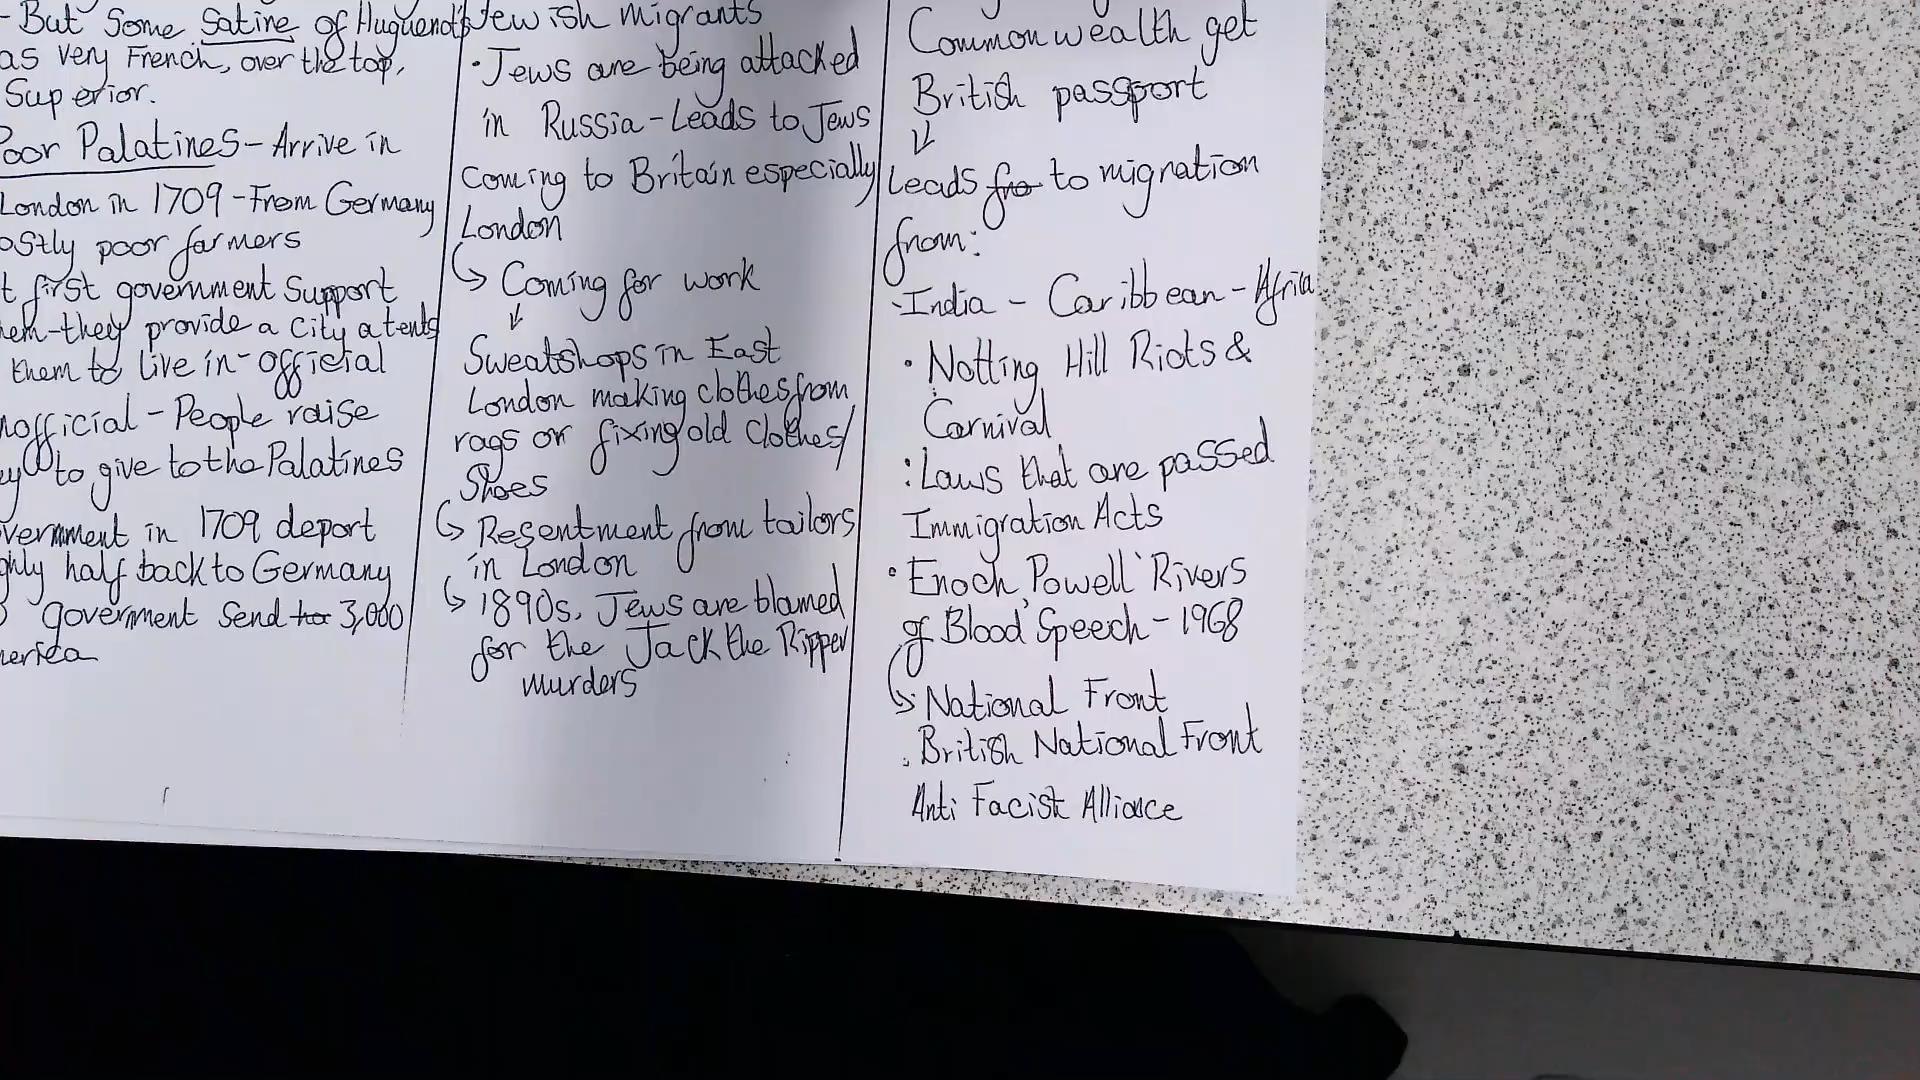 - But Some Satire of Huguenots
as very French, over the top,
Superior.
oor Palatines - Arrive in
London in 1709 - From Germany
ostly poor farmers
t first government Support
hem - they provide a City a tents
them to live in - official
nofficial - People raise
ey to give to the Palatines
vernment in 1709 deport
ghly half back to Germany
government Send 3,000
merica
Jewish migrants
· Jews are being attacked
in Russia - Leads to Jews
Coming to Britain especially
London
↳ Coming for work
↓
Sweatshops in East
London making clothes from
rags or fixing old Clothes/
Shoes
↳ Resentment from tailors
in London
↳ 1890s, Jews are blamed
for the Jack the Ripper
murders
Commonwealth get
British passport
↓
Leads fro to migration
from:
- India - Caribbean - Africa
· Notting Hill Riots &
Carnival
: Laws that are passed
Immigration Acts
· Enoch Powell 'Rivers
of Blood' Speech - 1968
↳ National Front
. British National Front
Anti Facist Alliance